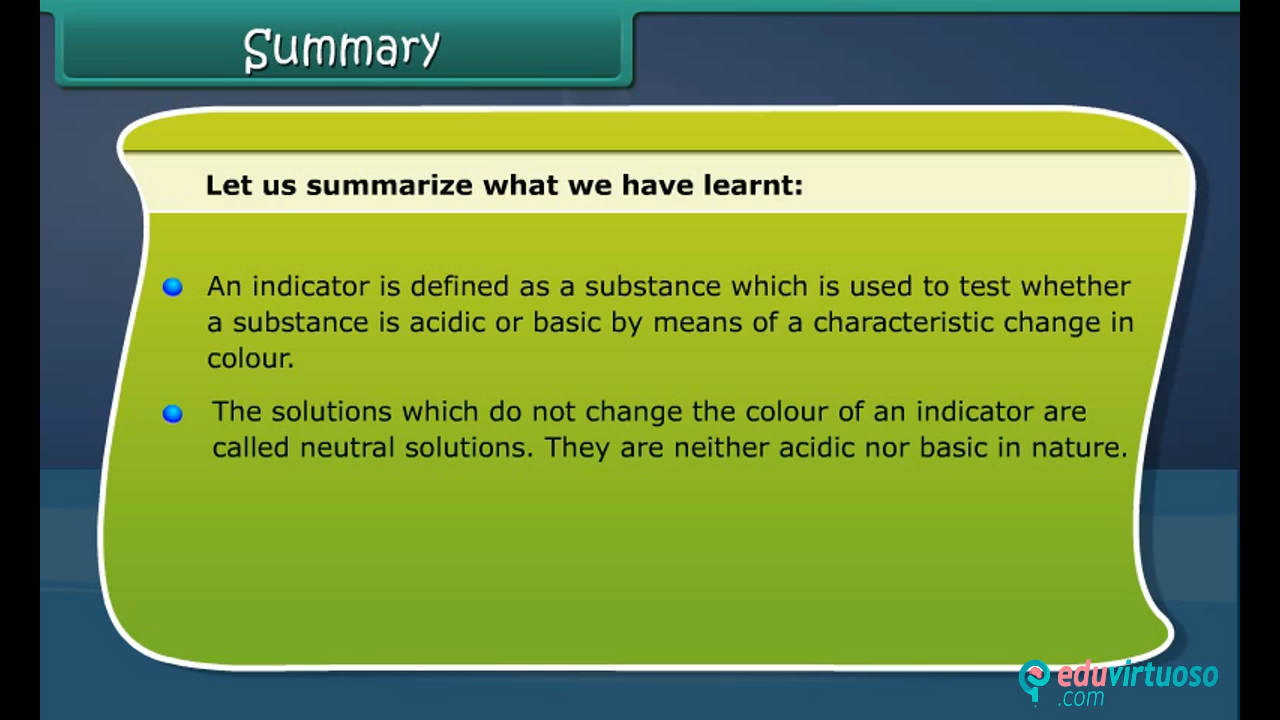 Summary
Let us summarize what we have learnt:
An indicator is defined as a substance which is used to test whether
a substance is acidic or basic by means of a characteristic change in
colour.
The solutions which do not change the colour of an indicator are
called neutral solutions. They are neither acidic nor basic in nature.
eduvirtuoso
.com